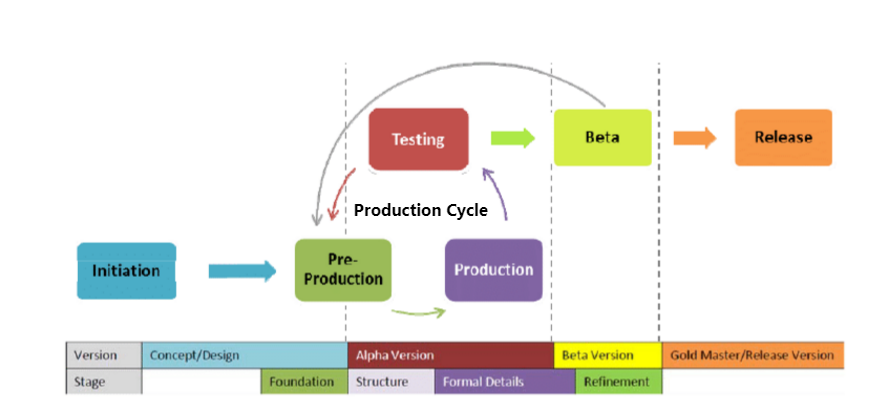 Testing
Beta
Release
Production Cycle
Initiation
Pre-
Production
Production
Version Concept/Design Alpha Version Beta Version Gold Master/Release Version
Stage Foundation Structure Formal Details Refinement